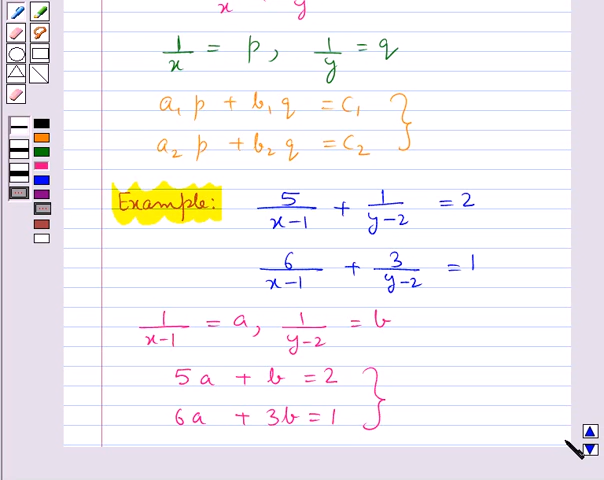 x y
1/x = p, 1/y = q
a₁ p + b₁ q = c₁
a₂ p + b₂ q = c₂ }
Example: 5/(x-1) + 1/(y-2) = 2
6/(x-1) + 3/(y-2) = 1
1/(x-1) = a, 1/(y-2) = b
5a + b = 2
6a + 3b = 1 }